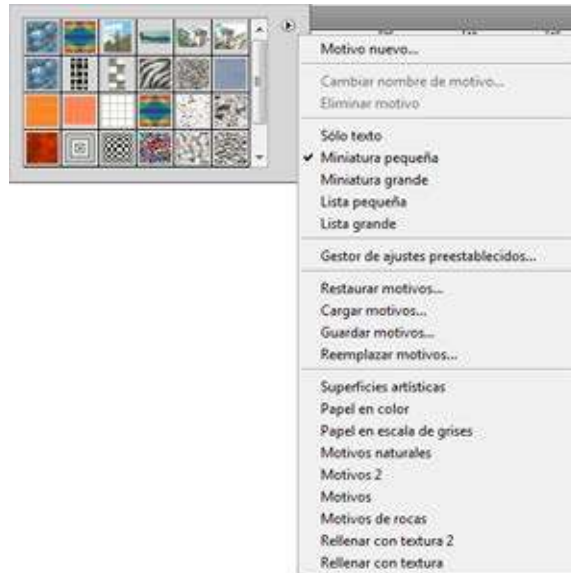 Motivo nuevo...
Cambiar nombre de motivo...
Eliminar motivo
Sólo texto
Miniatura pequeña
Miniatura grande
Lista pequeña
Lista grande
Gestor de ajustes preestablecidos...
Restaurar motivos...
Cargar motivos...
Guardar motivos...
Reemplazar motivos...
Superficies artísticas
Papel en color
Papel en escala de grises
Motivos naturales
Motivos 2
Motivos
Motivos de rocas
Rellenar con textura 2
Rellenar con textura